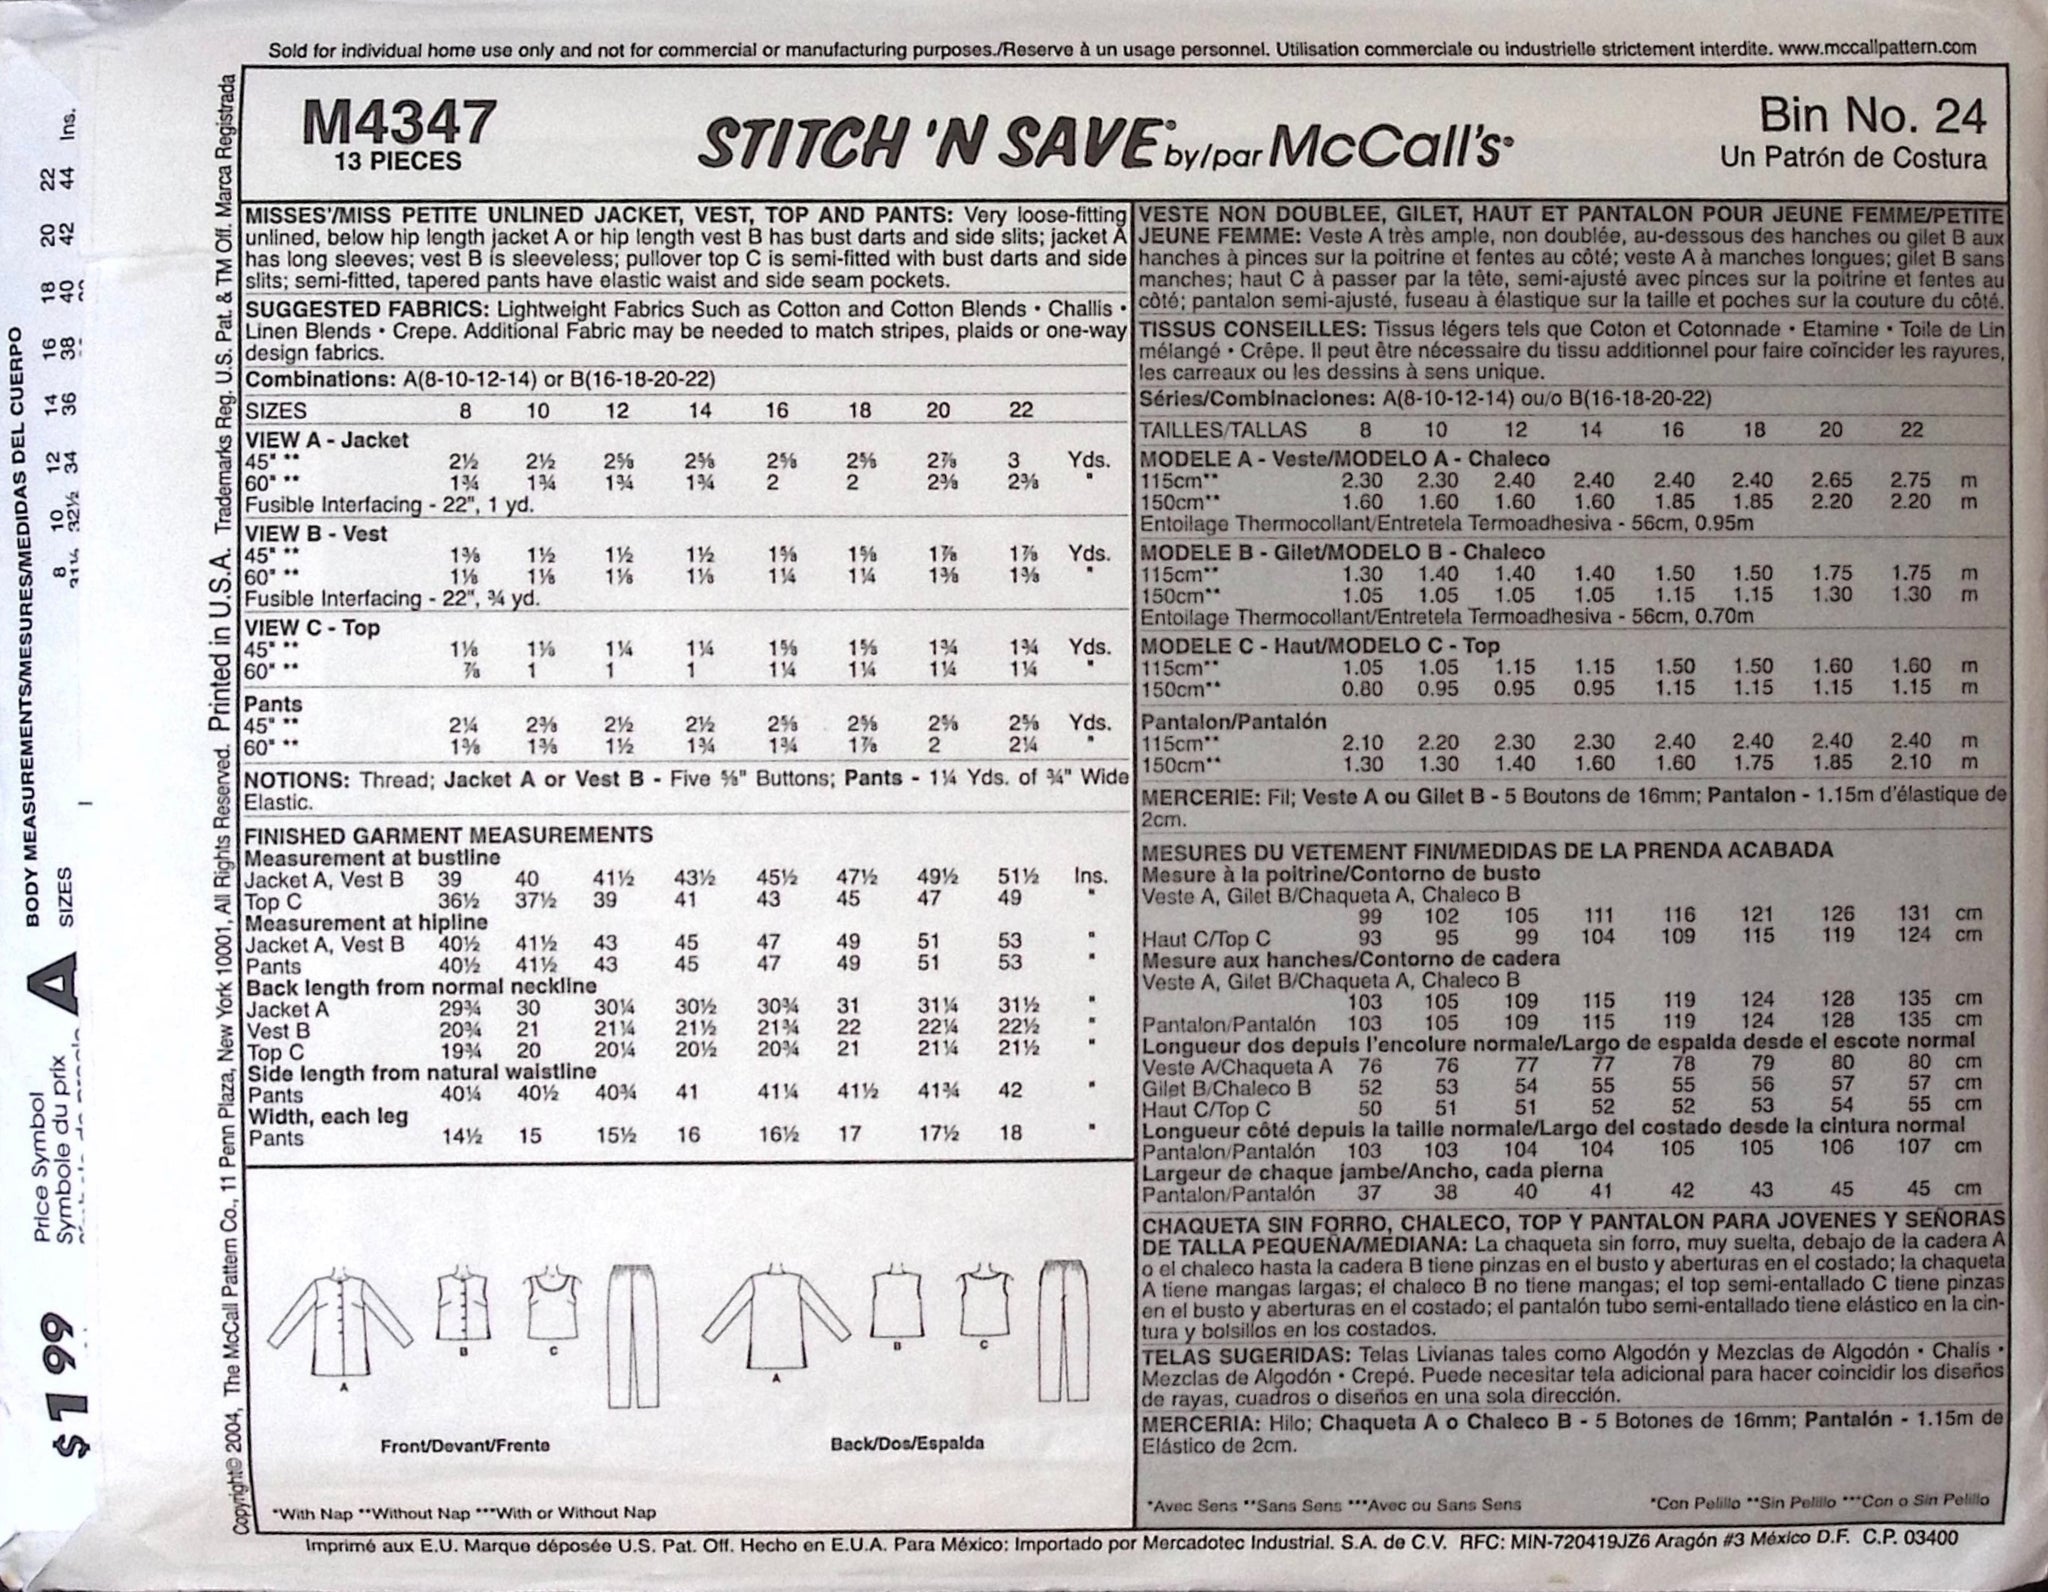 Sold for individual home use only and not for commercial or manufacturing purposes./Reserve à un usage personnel. Utilisation commerciale ou industrielle strictement interdite. www.mccallpattern.com
M4347
13 PIECES
STITCH 'N SAVE® by/par McCall's®
Bin No. 24
Un Patrón de Costura
MISSES'/MISS PETITE UNLINED JACKET, VEST, TOP AND PANTS: Very loose-fitting
unlined, below hip length jacket A or hip length vest B has bust darts and side slits; jacket A
has long sleeves; vest B is sleeveless; pullover top C is semi-fitted with bust darts and side
slits; semi-fitted, tapered pants have elastic waist and side seam pockets.
SUGGESTED FABRICS: Lightweight Fabrics Such as Cotton and Cotton Blends • Challis •
Linen Blends • Crepe. Additional Fabric may be needed to match stripes, plaids or one-way
design fabrics.
Combinations: A(8-10-12-14) or B(16-18-20-22)
SIZES 8 10 12 14 16 18 20 22
VIEW A - Jacket
45" ** 2½ 2½ 2⅝ 2⅝ 2⅝ 2⅝ 2⅞ 3 Yds.
60" ** 1¾ 1¾ 1¾ 1¾ 2 2 2⅜ 2⅜ "
Fusible Interfacing - 22", 1 yd.
VIEW B - Vest
45" ** 1⅜ 1½ 1½ 1½ 1⅝ 1⅝ 1⅞ 1⅞ Yds.
60" ** 1⅛ 1⅛ 1⅛ 1⅛ 1¼ 1¼ 1⅜ 1⅜ "
Fusible Interfacing - 22", ¾ yd.
VIEW C - Top
45" ** 1⅛ 1⅛ 1¼ 1¼ 1⅝ 1⅝ 1¾ 1¾ Yds.
60" ** ⅞ 1 1 1 1¼ 1¼ 1¼ 1¼ "
Pants
45" ** 2¼ 2⅜ 2½ 2½ 2⅝ 2⅝ 2⅝ 2⅝ Yds.
60" ** 1⅜ 1⅜ 1½ 1¾ 1¾ 1⅞ 2 2¼ "
NOTIONS: Thread; Jacket A or Vest B - Five ⅝" Buttons; Pants - 1¼ Yds. of ¾" Wide
Elastic.
FINISHED GARMENT MEASUREMENTS
Measurement at bustline
Jacket A, Vest B 39 40 41½ 43½ 45½ 47½ 49½ 51½ Ins.
Top C 36½ 37½ 39 41 43 45 47 49 "
Measurement at hipline
Jacket A, Vest B 40½ 41½ 43 45 47 49 51 53 "
Pants 40½ 41½ 43 45 47 49 51 53 "
Back length from normal neckline
Jacket A 29¾ 30 30¼ 30½ 30¾ 31 31¼ 31½ "
Vest B 20¾ 21 21¼ 21½ 21¾ 22 22¼ 22½ "
Top C 19¾ 20 20¼ 20½ 20¾ 21 21¼ 21½ "
Side length from natural waistline
Pants 40¼ 40½ 40¾ 41 41¼ 41½ 41¾ 42 "
Width, each leg
Pants 14½ 15 15½ 16 16½ 17 17½ 18 "
A
B
C
A
B
C
Front/Devant/Frente
Back/Dos/Espalda
*With Nap **Without Nap ***With or Without Nap
VESTE NON DOUBLEE, GILET, HAUT ET PANTALON POUR JEUNE FEMME/PETITE
JEUNE FEMME: Veste A très ample, non doublée, au-dessous des hanches ou gilet B aux
hanches à pinces sur la poitrine et fentes au côté; veste A à manches longues; gilet B sans
manches; haut C à passer par la tête, semi-ajusté avec pinces sur la poitrine et fentes au
côté; pantalon semi-ajusté, fuseau à élastique sur la taille et poches sur la couture du côté.
TISSUS CONSEILLES: Tissus légers tels que Coton et Cotonnade • Etamine • Toile de Lin
mélangé • Crêpe. Il peut être nécessaire du tissu additionnel pour faire coïncider les rayures,
les carreaux ou les dessins à sens unique.
Séries/Combinaciones: A(8-10-12-14) ou/o B(16-18-20-22)
TAILLES/TALLAS 8 10 12 14 16 18 20 22
MODELE A - Veste/MODELO A - Chaleco
115cm** 2.30 2.30 2.40 2.40 2.40 2.40 2.65 2.75 m
150cm** 1.60 1.60 1.60 1.60 1.85 1.85 2.20 2.20 m
Entoilage Thermocollant/Entretela Termoadhesiva - 56cm, 0.95m
MODELE B - Gilet/MODELO B - Chaleco
115cm** 1.30 1.40 1.40 1.40 1.50 1.50 1.75 1.75 m
150cm** 1.05 1.05 1.05 1.05 1.15 1.15 1.30 1.30 m
Entoilage Thermocollant/Entretela Termoadhesiva - 56cm, 0.70m
MODELE C - Haut/MODELO C - Top
115cm** 1.05 1.05 1.15 1.15 1.50 1.50 1.60 1.60 m
150cm** 0.80 0.95 0.95 0.95 1.15 1.15 1.15 1.15 m
Pantalon/Pantalón
115cm** 2.10 2.20 2.30 2.30 2.40 2.40 2.40 2.40 m
150cm** 1.30 1.30 1.40 1.60 1.60 1.75 1.85 2.10 m
MERCERIE: Fil; Veste A ou Gilet B - 5 Boutons de 16mm; Pantalon - 1.15m d'élastique de
2cm.
MESURES DU VETEMENT FINI/MEDIDAS DE LA PRENDA ACABADA
Mesure à la poitrine/Contorno de busto
Veste A, Gilet B/Chaqueta A, Chaleco B
99 102 105 111 116 121 126 131 cm
Haut C/Top C 93 95 99 104 109 115 119 124 cm
Mesure aux hanches/Contorno de cadera
Veste A, Gilet B/Chaqueta A, Chaleco B
103 105 109 115 119 124 128 135 cm
Pantalon/Pantalón 103 105 109 115 119 124 128 135 cm
Longueur dos depuis l'encolure normale/Largo de espalda desde el escote normal
Veste A/Chaqueta A 76 76 77 77 78 79 80 80 cm
Gilet B/Chaleco B 52 53 54 55 55 56 57 57 cm
Haut C/Top C 50 51 51 52 52 53 54 55 cm
Longueur côté depuis la taille normale/Largo del costado desde la cintura normal
Pantalon/Pantalón 103 103 104 104 105 105 106 107 cm
Largeur de chaque jambe/Ancho, cada pierna
Pantalon/Pantalón 37 38 40 41 42 43 45 45 cm
CHAQUETA SIN FORRO, CHALECO, TOP Y PANTALON PARA JOVENES Y SEÑORAS
DE TALLA PEQUEÑA/MEDIANA: La chaqueta sin forro, muy suelta, debajo de la cadera A
o el chaleco hasta la cadera B tiene pinzas en el busto y aberturas en el costado; la chaqueta
A tiene mangas largas; el chaleco B no tiene mangas; el top semi-entallado C tiene pinzas
en el busto y aberturas en el costado; el pantalón tubo semi-entallado tiene elástico en la cin-
tura y bolsillos en los costados.
TELAS SUGERIDAS: Telas Livianas tales como Algodón y Mezclas de Algodón • Chalís •
Mezclas de Algodón • Crepé. Puede necesitar tela adicional para hacer coincidir los diseños
de rayas, cuadros o diseños en una sola dirección.
MERCERIA: Hilo; Chaqueta A o Chaleco B - 5 Botones de 16mm; Pantalón - 1.15m de
Elástico de 2cm.
*Avec Sens **Sans Sens ***Avec ou Sans Sens
*Con Pelillo **Sin Pelillo ***Con o Sin Pelillo
Imprimé aux E.U. Marque déposée U.S. Pat. Off. Hecho en E.U.A. Para México: Importado por Mercadotec Industrial. S.A. de C.V. RFC: MIN-720419JZ6 Aragón #3 México D.F. C.P. 03400
Copyright© 2004, The McCall Pattern Co., 11 Penn Plaza, New York 10001, All Rights Reserved. Printed in U.S.A. Trademarks Reg. U.S. Pat. & TM Off. Marca Registrada
BODY MEASUREMENTS/MESURES/MEDIDAS DEL CUERPO
SIZES 8 10 12 14 16 18 20 22
31¼ 32½ 34 36 38 40 42 44 Ins.
A
Price Symbol
Symbole du prix
$1 99